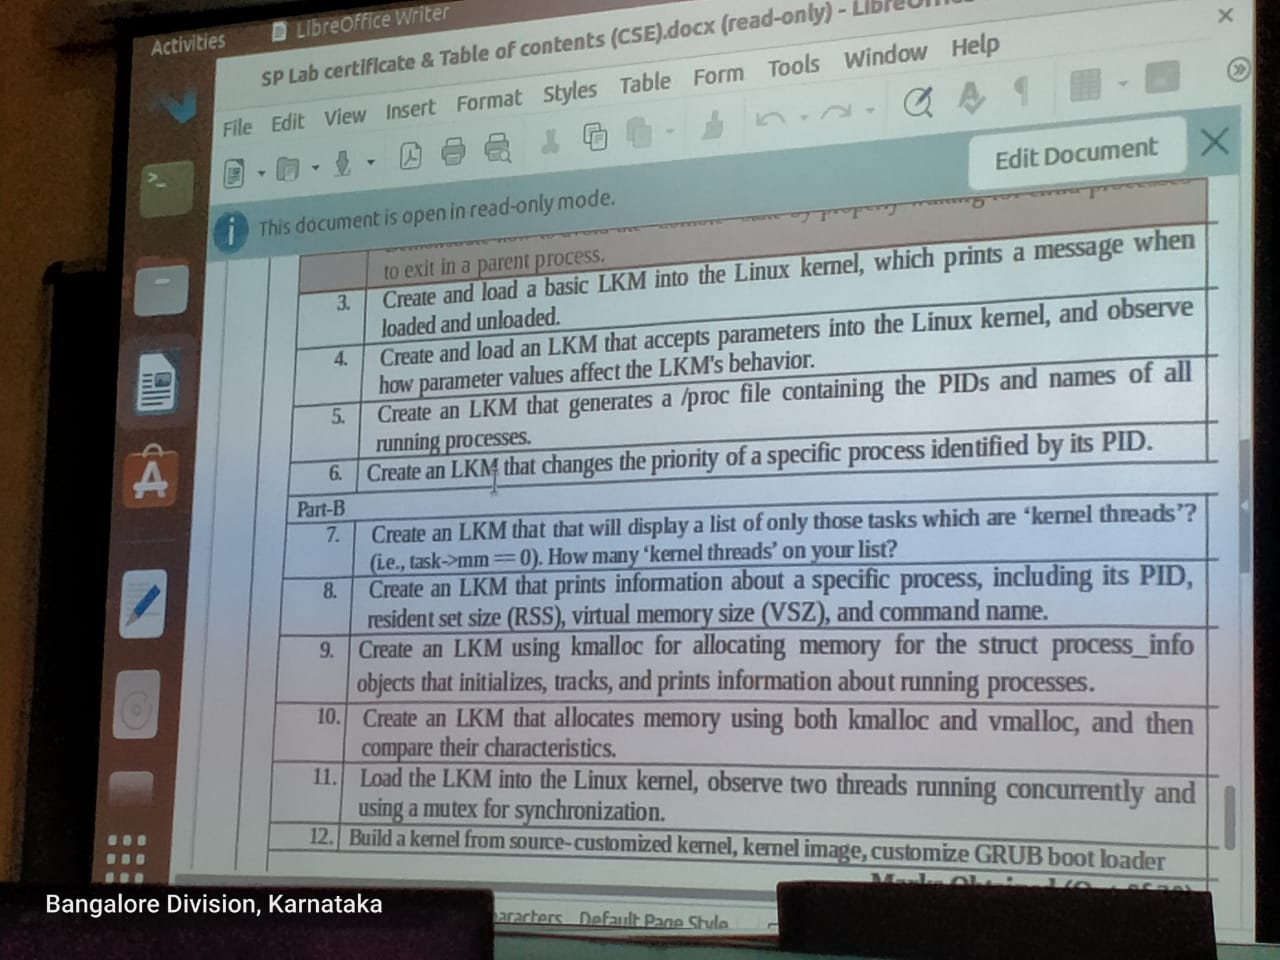 Activities
LibreOffice Writer
SP Lab certificate & Table of contents (CSE).docx (read-only) -
File Edit View Insert Format Styles Table Form Tools Window Help
Edit Document
This document is open in read-only mode.
to exit in a parent process.
3. Create and load a basic LKM into the Linux kernel, which prints a message when
loaded and unloaded.
4. Create and load an LKM that accepts parameters into the Linux kernel, and observe
how parameter values affect the LKM's behavior.
5. Create an LKM that generates a /proc file containing the PIDs and names of all
running processes.
6. Create an LKM that changes the priority of a specific process identified by its PID.
Part-B
7. Create an LKM that that will display a list of only those tasks which are ‘kernel threads’?
(i.e., task->mm == 0). How many ‘kernel threads’ on your list?
8. Create an LKM that prints information about a specific process, including its PID,
resident set size (RSS), virtual memory size (VSZ), and command name.
9. Create an LKM using kmalloc for allocating memory for the struct process_info
objects that initializes, tracks, and prints information about running processes.
10. Create an LKM that allocates memory using both kmalloc and vmalloc, and then
compare their characteristics.
11. Load the LKM into the Linux kernel, observe two threads running concurrently and
using a mutex for synchronization.
12. Build a kernel from source-customized kernel, kernel image, customize GRUB boot loader
Default Page Style
Bangalore Division, Karnataka